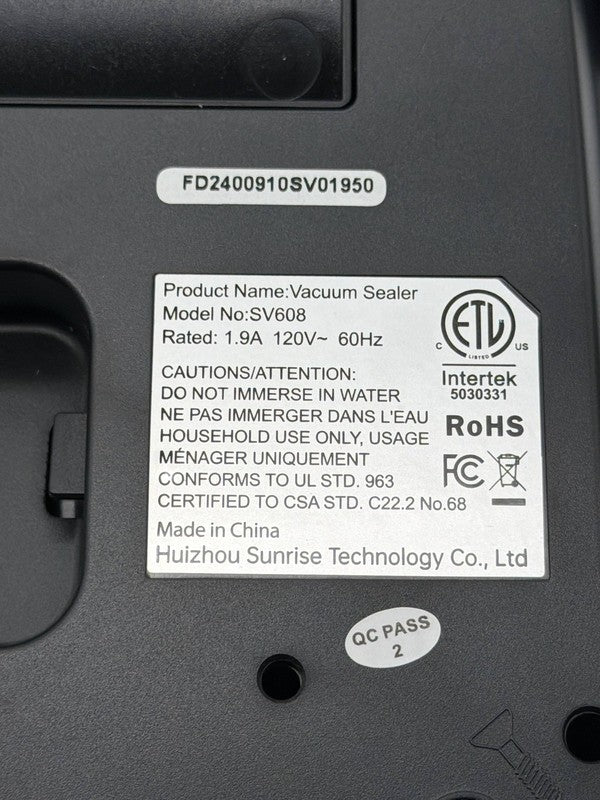 FD2400910SV01950
Product Name:Vacuum Sealer
Model No:SV608
Rated: 1.9A 120V~ 60Hz
ETL
C US
LISTED
Intertek
5030331
CAUTIONS/ATTENTION:
DO NOT IMMERSE IN WATER
NE PAS IMMERGER DANS L'EAU
HOUSEHOLD USE ONLY, USAGE
MÉNAGER UNIQUEMENT
CONFORMS TO UL STD. 963
CERTIFIED TO CSA STD. C22.2 No.68
RoHS
FCC
Made in China
Huizhou Sunrise Technology Co., Ltd
QC PASS
2